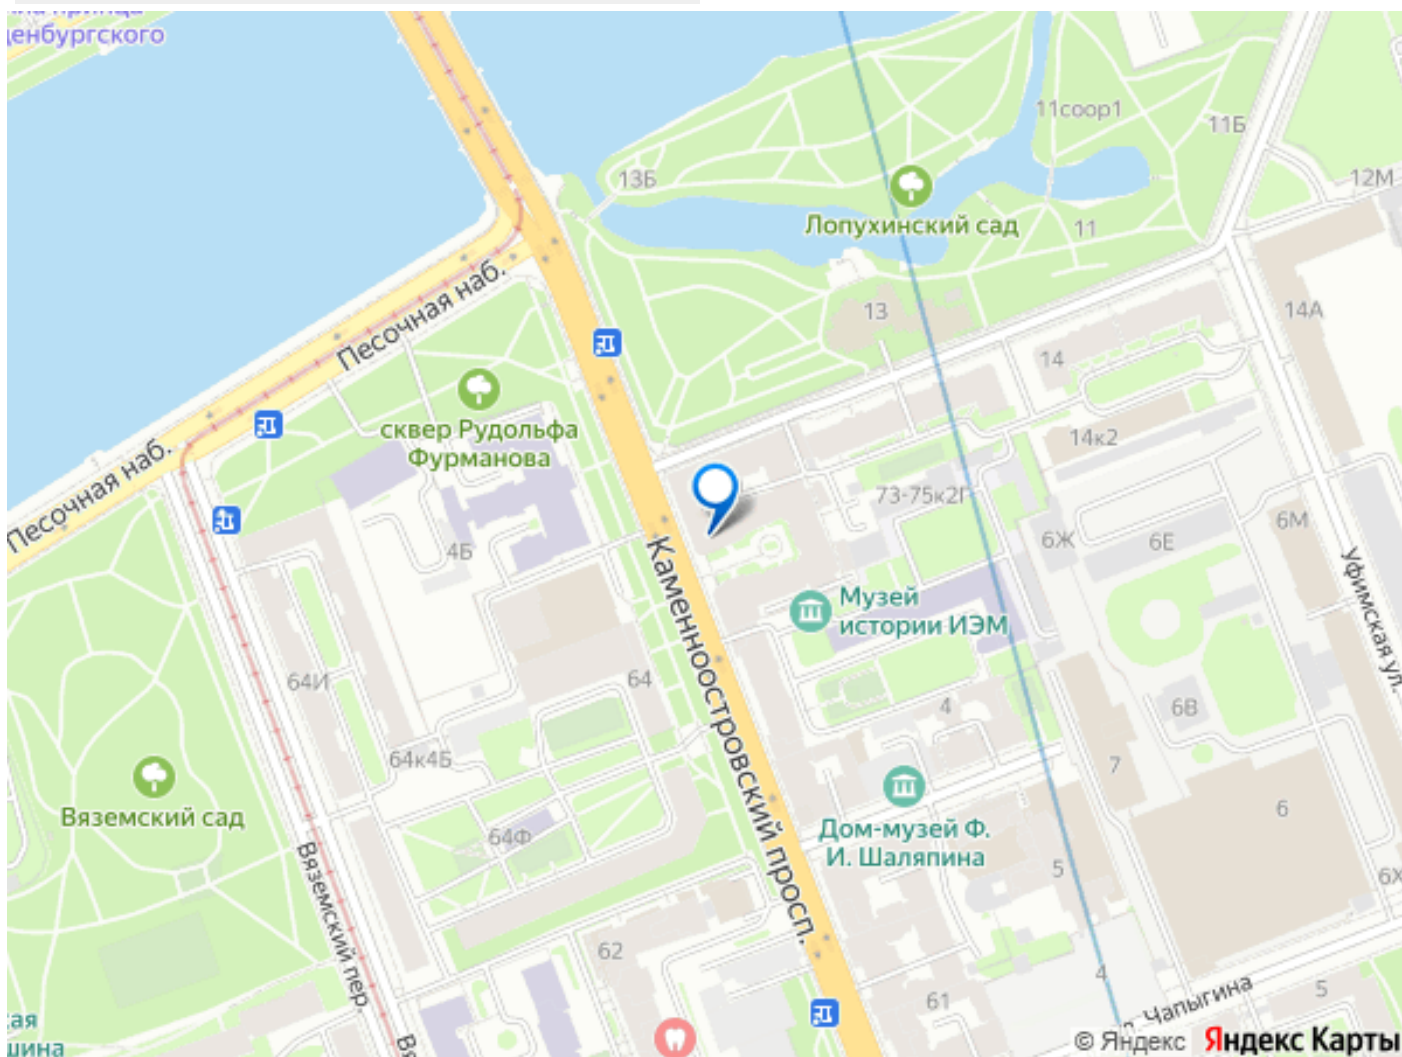 денбургского
11соор1
11Б
13Б
12М
Лопухинский сад
11
Песочная наб.
13
14А
14
сквер Рудольфа
Фурманова
14к2
Песочная наб.
73-75к2Г
6М
4Б
6Ж
6Е
Каменноостровский просп.
Музей
истории ИЭМ
Уфимская ул.
64И
64
4
6В
64к4Б
7
Вяземский сад
64Ф
Дом-музей Ф.
И. Шаляпина
6
Вяземский пер.
5
6Х
62
4
61
Чапыгина
5
© Яндекс Яндекс Карты